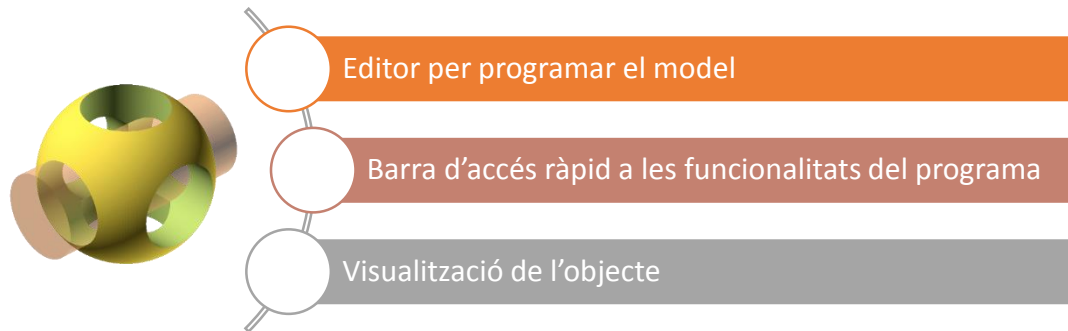 Editor per programar el model
Barra d’accés ràpid a les funcionalitats del programa
Visualització de l’objecte